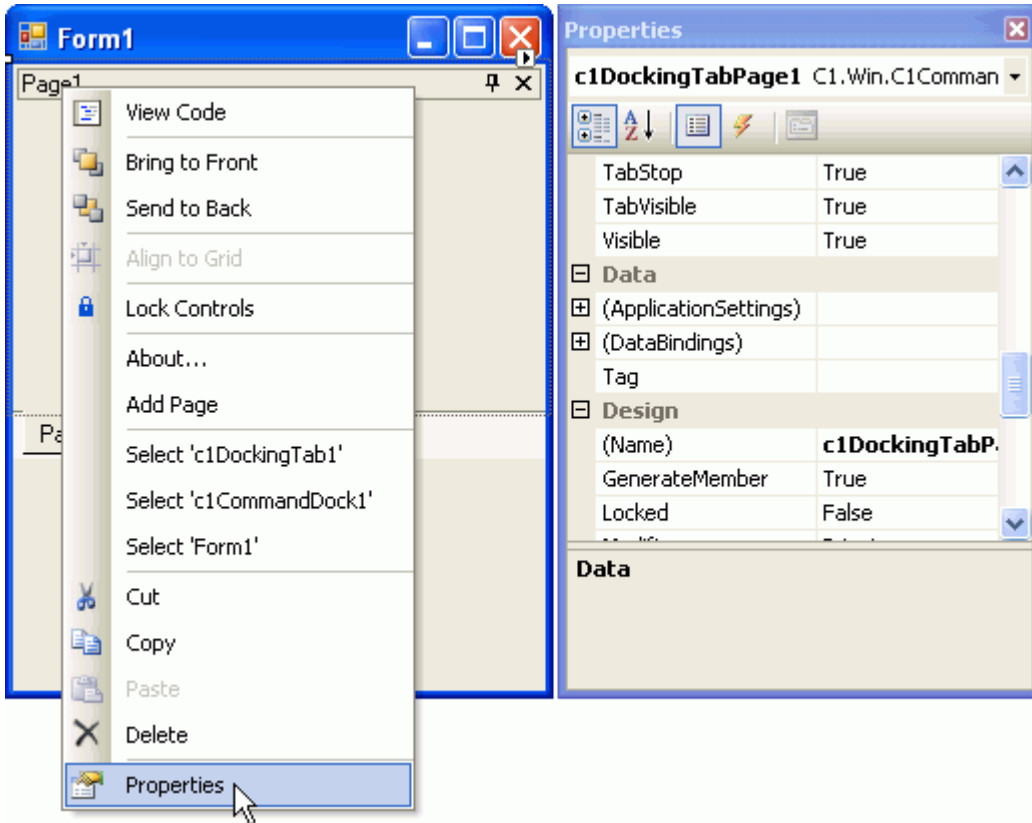 Form1
Page1
View Code
Bring to Front
Send to Back
Align to Grid
Lock Controls
About...
Add Page
Pa
Select 'c1DockingTab1'
Select 'c1CommandDock1'
Select 'Form1'
Cut
Copy
Paste
Delete
Properties
Properties
c1DockingTabPage1 C1.Win.C1Comman
TabStop True
TabVisible True
Visible True
Data
(ApplicationSettings)
(DataBindings)
Tag
Design
(Name) c1DockingTabP
GenerateMember True
Locked False
Data